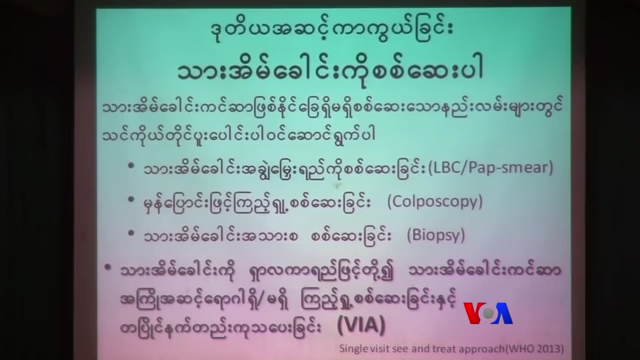 ဒုတိယအဆင့်ကာကွယ်ခြင်း
သားအိမ်ခေါင်းကိုစစ်ဆေးပါ
သားအိမ်ခေါင်းကင်ဆာဖြစ်နိုင်ခြေရှိမရှိစစ်ဆေးသောနည်းလမ်းများတွင်
သင်ကိုယ်တိုင်ပူးပေါင်းပါဝင်ဆောင်ရွက်ပါ
• သားအိမ်ခေါင်းအချွဲမြှေးရည်ကိုစစ်ဆေးခြင်း(LBC/Pap-smear)
• မှန်ပြောင်းဖြင့်ကြည့်ရှု့စစ်ဆေးခြင်း (Colposcopy)
• သားအိမ်ခေါင်းအသားစ စစ်ဆေးခြင်း (Biopsy)
• သားအိမ်ခေါင်းကို ရှာလကာရည်ဖြင့်တို့၍ သားအိမ်ခေါင်းကင်ဆာ
အကြိုအဆင့်ရောဂါရှိ/မရှိ ကြည့်ရှု့စစ်ဆေးခြင်းနှင့်
တပြိုင်နက်တည်းကုသပေးခြင်း (VIA)
VOA
Single visit see and treat approach(WHO 2013)